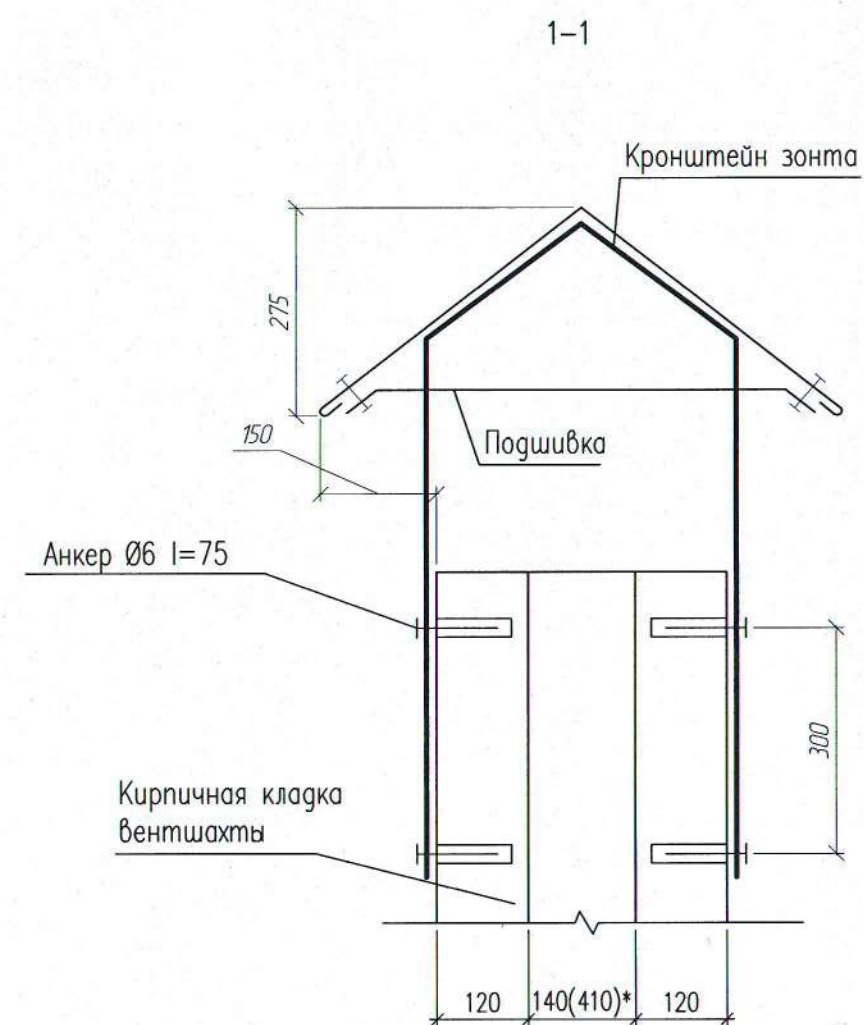 1-1
Кронштейн зонта
275
150
Подшивка
Анкер Ø6 l=75
300
Кирпичная кладка
вентшахты
120 140(410)* 120